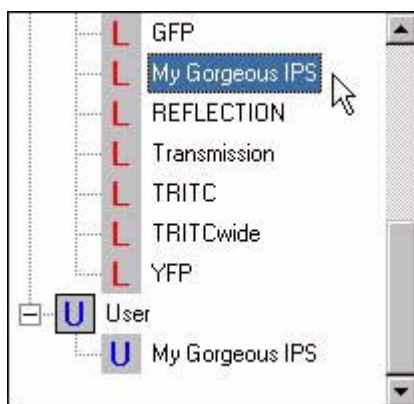 L GFP
L My Gorgeous IPS
L REFLECTION
L Transmission
L TRITC
L TRITCwide
L YFP
U User
U My Gorgeous IPS